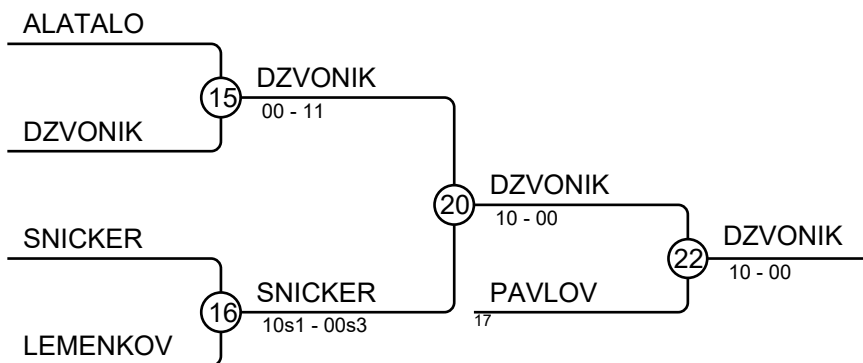 ALATALO
15
DZVONIK
00 - 11
DZVONIK
20
DZVONIK
10 - 00
SNICKER
16
SNICKER
10s1 - 00s3
LEMENKOV
PAVLOV
17
22
DZVONIK
10 - 00